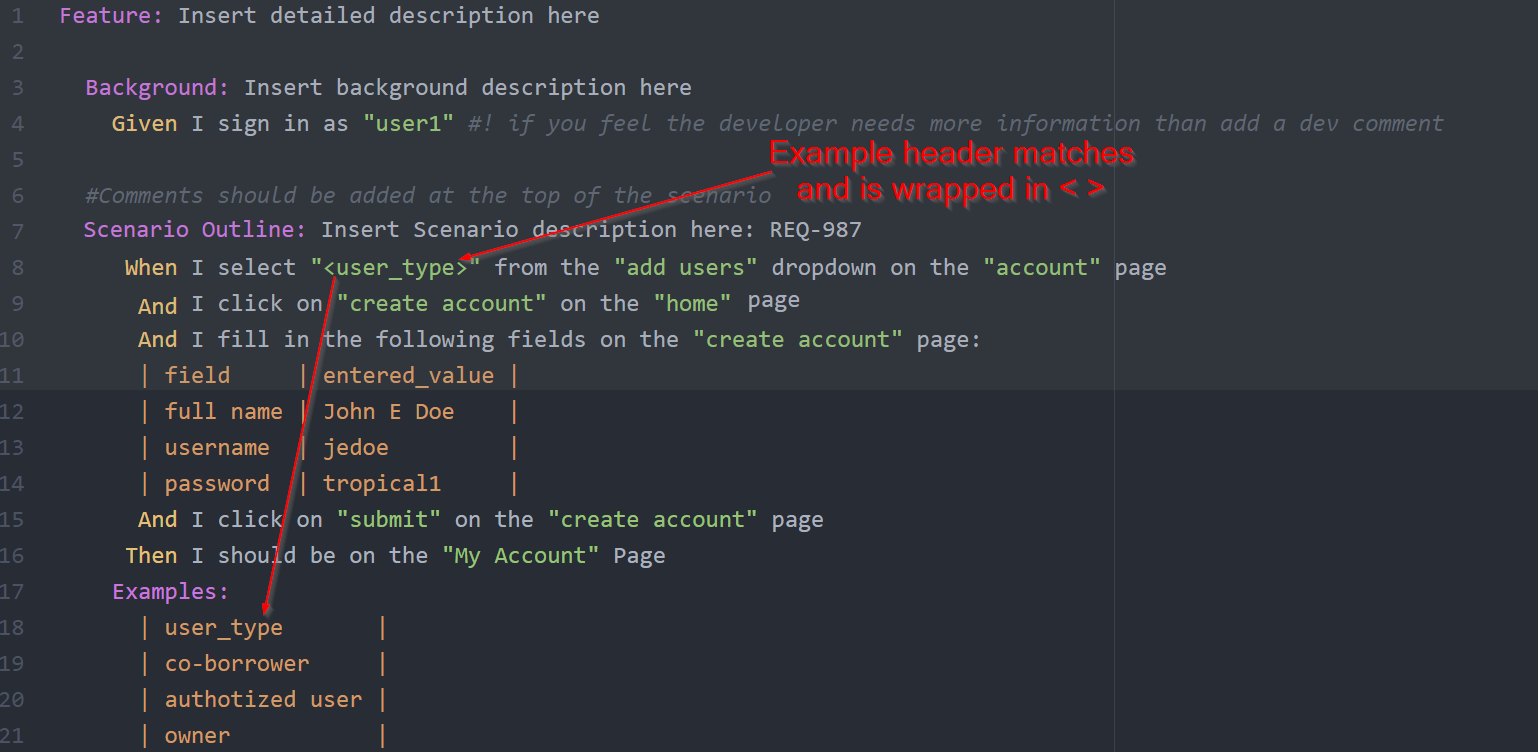 1 Feature: Insert detailed description here
2
3 Background: Insert background description here
4 Given I sign in as "user1" #! if you feel the developer needs more information than add a dev comment
5
Example header matches
and is wrapped in < >
6 #Comments should be added at the top of the scenario
7 Scenario Outline: Insert Scenario description here: REQ-987
8 When I select "<user_type>" from the "add users" dropdown on the "account" page
9 And I click on "create account" on the "home" page
10 And I fill in the following fields on the "create account" page:
11 | field | entered_value |
12 | full name | John E Doe |
13 | username | jedoe |
14 | password | tropical1 |
15 And I click on "submit" on the "create account" page
16 Then I should be on the "My Account" Page
17 Examples:
18 | user_type |
19 | co-borrower |
20 | authotized user |
21 | owner |